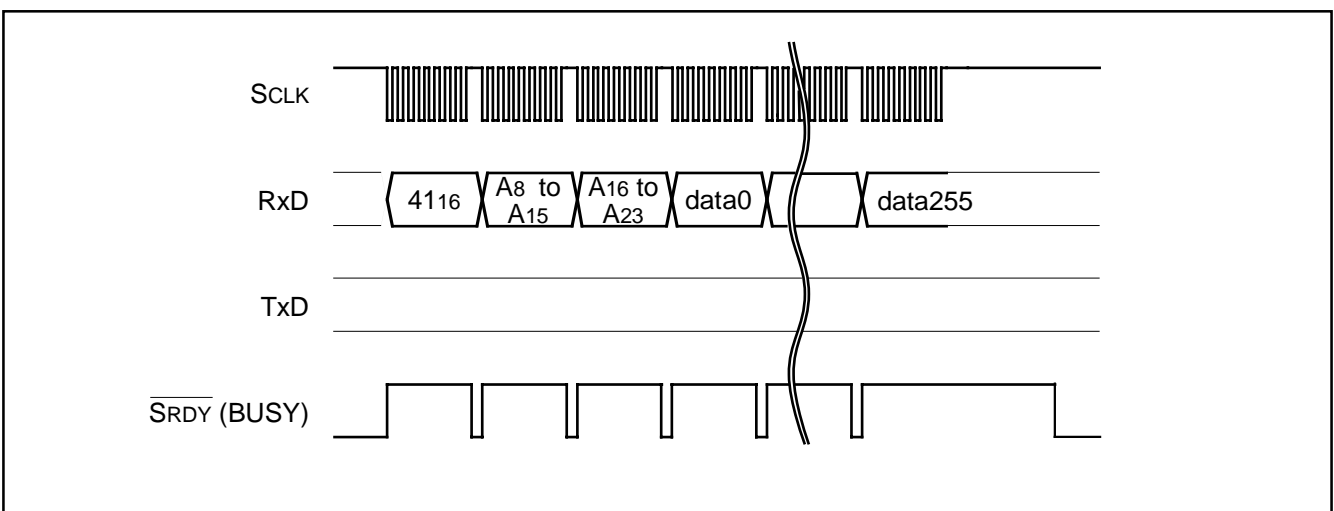 SCLK
RxD
4116
A8 to
A15
A16 to
A23
data0
data255
TxD
SRDY (BUSY)